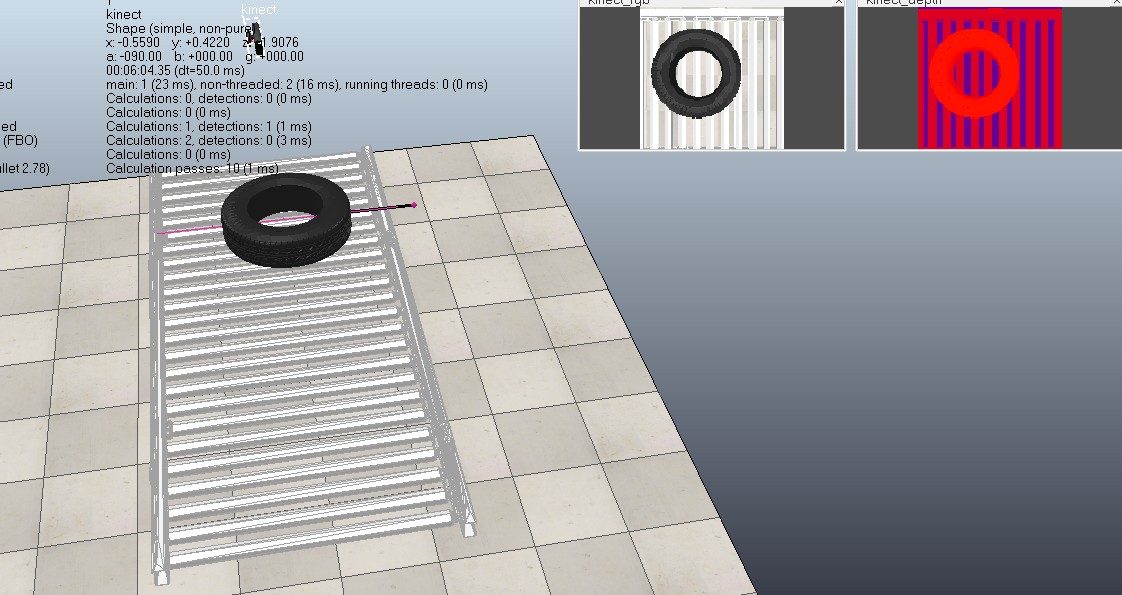 kinect
kinect
Shape (simple, non-pure)
x: -0.5590 y: +0.4220 z: +1.9076
a: -090.00 b: +000.00 g: +000.00
00:06:04.35 (dt=50.0 ms)
ed
main: 1 (23 ms), non-threaded: 2 (16 ms), running threads: 0 (0 ms)
Calculations: 0, detections: 0 (0 ms)
Calculations: 0 (0 ms)
ed
Calculations: 1, detections: 1 (1 ms)
(FBO)
Calculations: 2, detections: 0 (3 ms)
Calculations: 0 (0 ms)
llet 2.78)
Calculation passes: 10 (1 ms)
kinect_rgb
kinect_depth